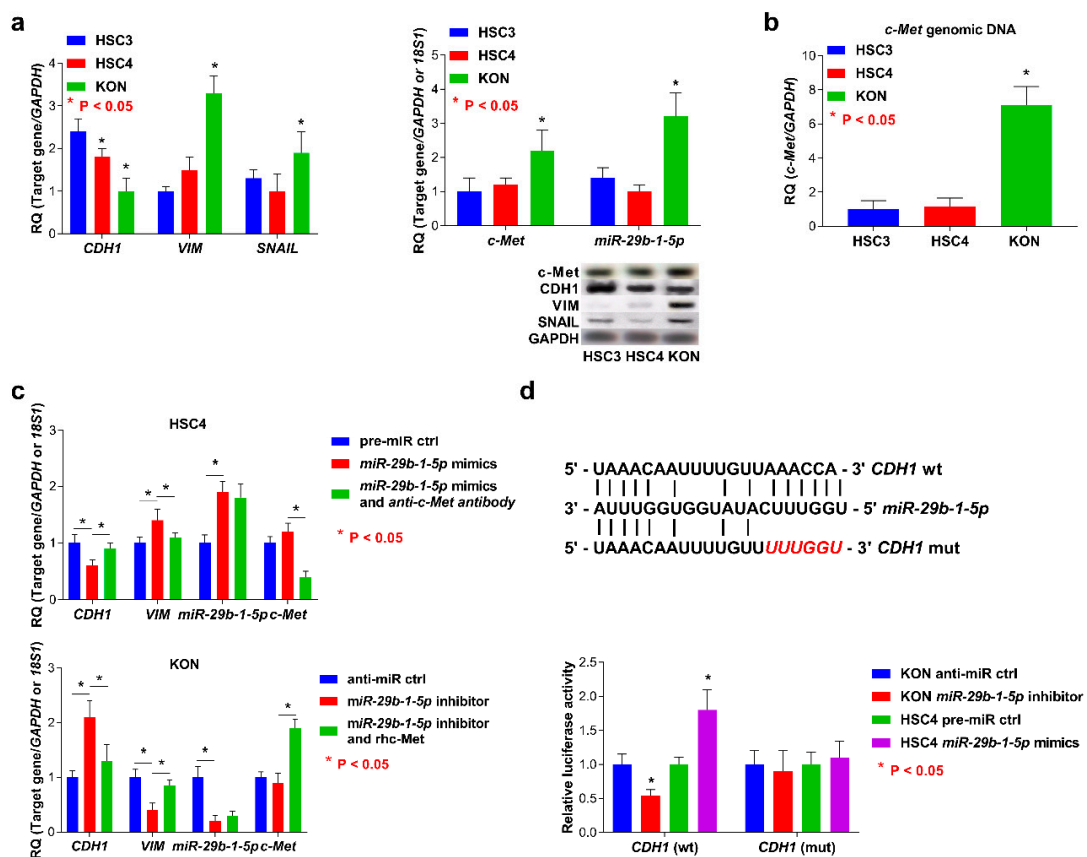 a
HSC3
HSC4
KON
* P < 0.05
RQ (Target gene/GAPDH)
4
3
2
1
0
*
*
*
*
CDH1
VIM
SNAIL
HSC3
HSC4
KON
* P < 0.05
RQ (Target gene/GAPDH or 18S1)
6
4
2
0
*
*
c-Met
miR-29b-1-5p
c-Met
CDH1
VIM
SNAIL
GAPDH
HSC3 HSC4 KON
b
c-Met genomic DNA
HSC3
HSC4
KON
* P < 0.05
RQ (c-Met/GAPDH)
10
8
6
4
2
0
*
HSC3
HSC4
KON
c
HSC4
RQ (Target gene/GAPDH or 18S1)
3
2
1
0
*
*
*
*
*
*
CDH1
VIM
miR-29b-1-5p
c-Met
pre-miR ctrl
miR-29b-1-5p mimics
miR-29b-1-5p mimics
and anti-c-Met antibody
* P < 0.05
KON
RQ (Target gene/GAPDH or 18S1)
3
2
1
0
*
*
*
*
*
*
CDH1
VIM
miR-29b-1-5p
c-Met
anti-miR ctrl
miR-29b-1-5p inhibitor
miR-29b-1-5p inhibitor
and rhc-Met
* P < 0.05
d
5' - UAAACAAUUUUGUUAAACCA - 3' CDH1 wt
3' - AUUUGGUGGUAUACUUUGGU - 5' miR-29b-1-5p
5' - UAAACAAUUUUGUUUUUGGU - 3' CDH1 mut
Relative luciferase activity
2.5
2.0
1.5
1.0
0.5
0.0
*
*
CDH1 (wt)
CDH1 (mut)
KON anti-miR ctrl
KON miR-29b-1-5p inhibitor
HSC4 pre-miR ctrl
HSC4 miR-29b-1-5p mimics
* P < 0.05